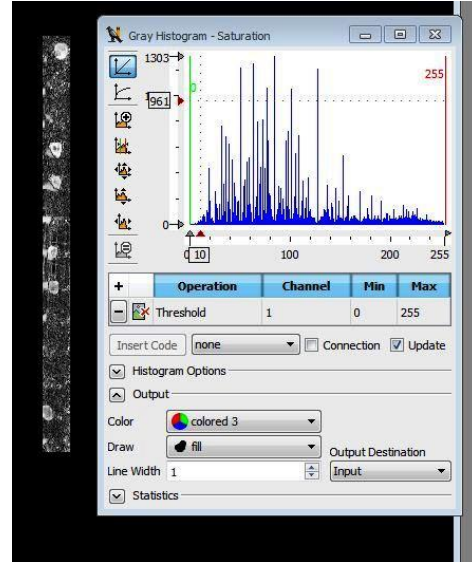 Gray Histogram - Saturation
1303
255
0
961
0
0 10 100 200 255
+ Operation Channel Min Max
Threshold 1 0 255
Insert Code none Connection Update
Histogram Options
Output
Color colored 3
Draw fill Output Destination
Line Width 1 Input
Statistics